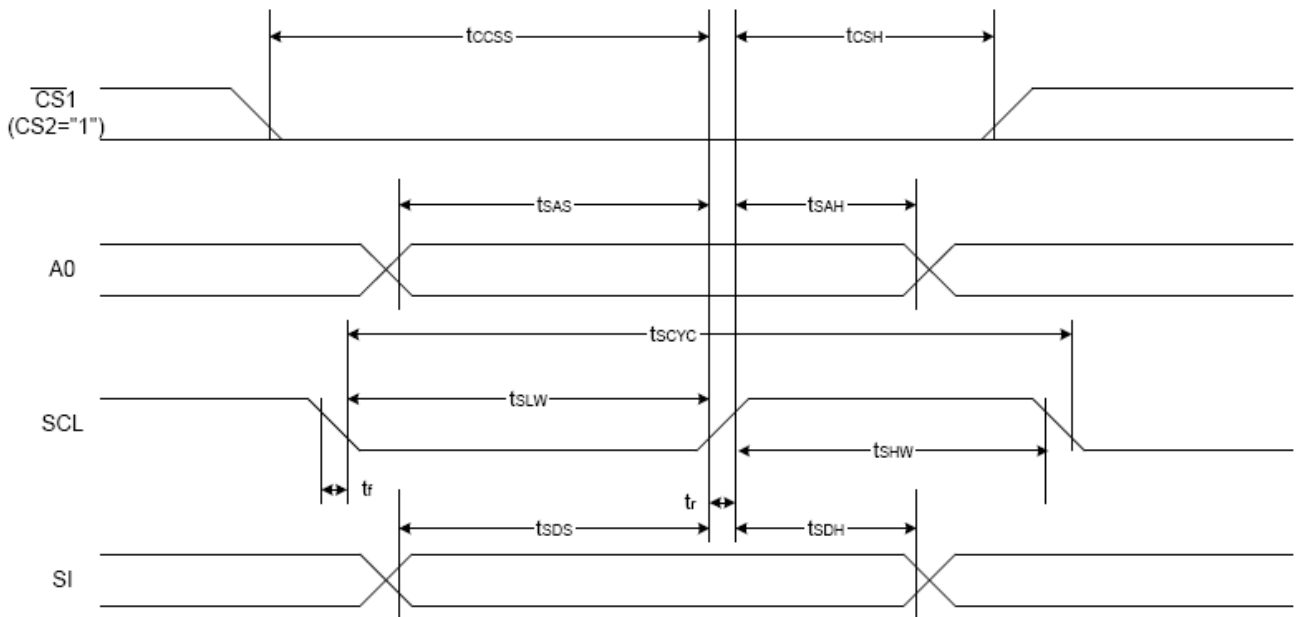 tCCSS
tCSH
CS1
(CS2="1")
tSAS
tSAH
A0
tSCYC
tSLW
SCL
tSHW
tf
tr
tSDS
tSDH
SI